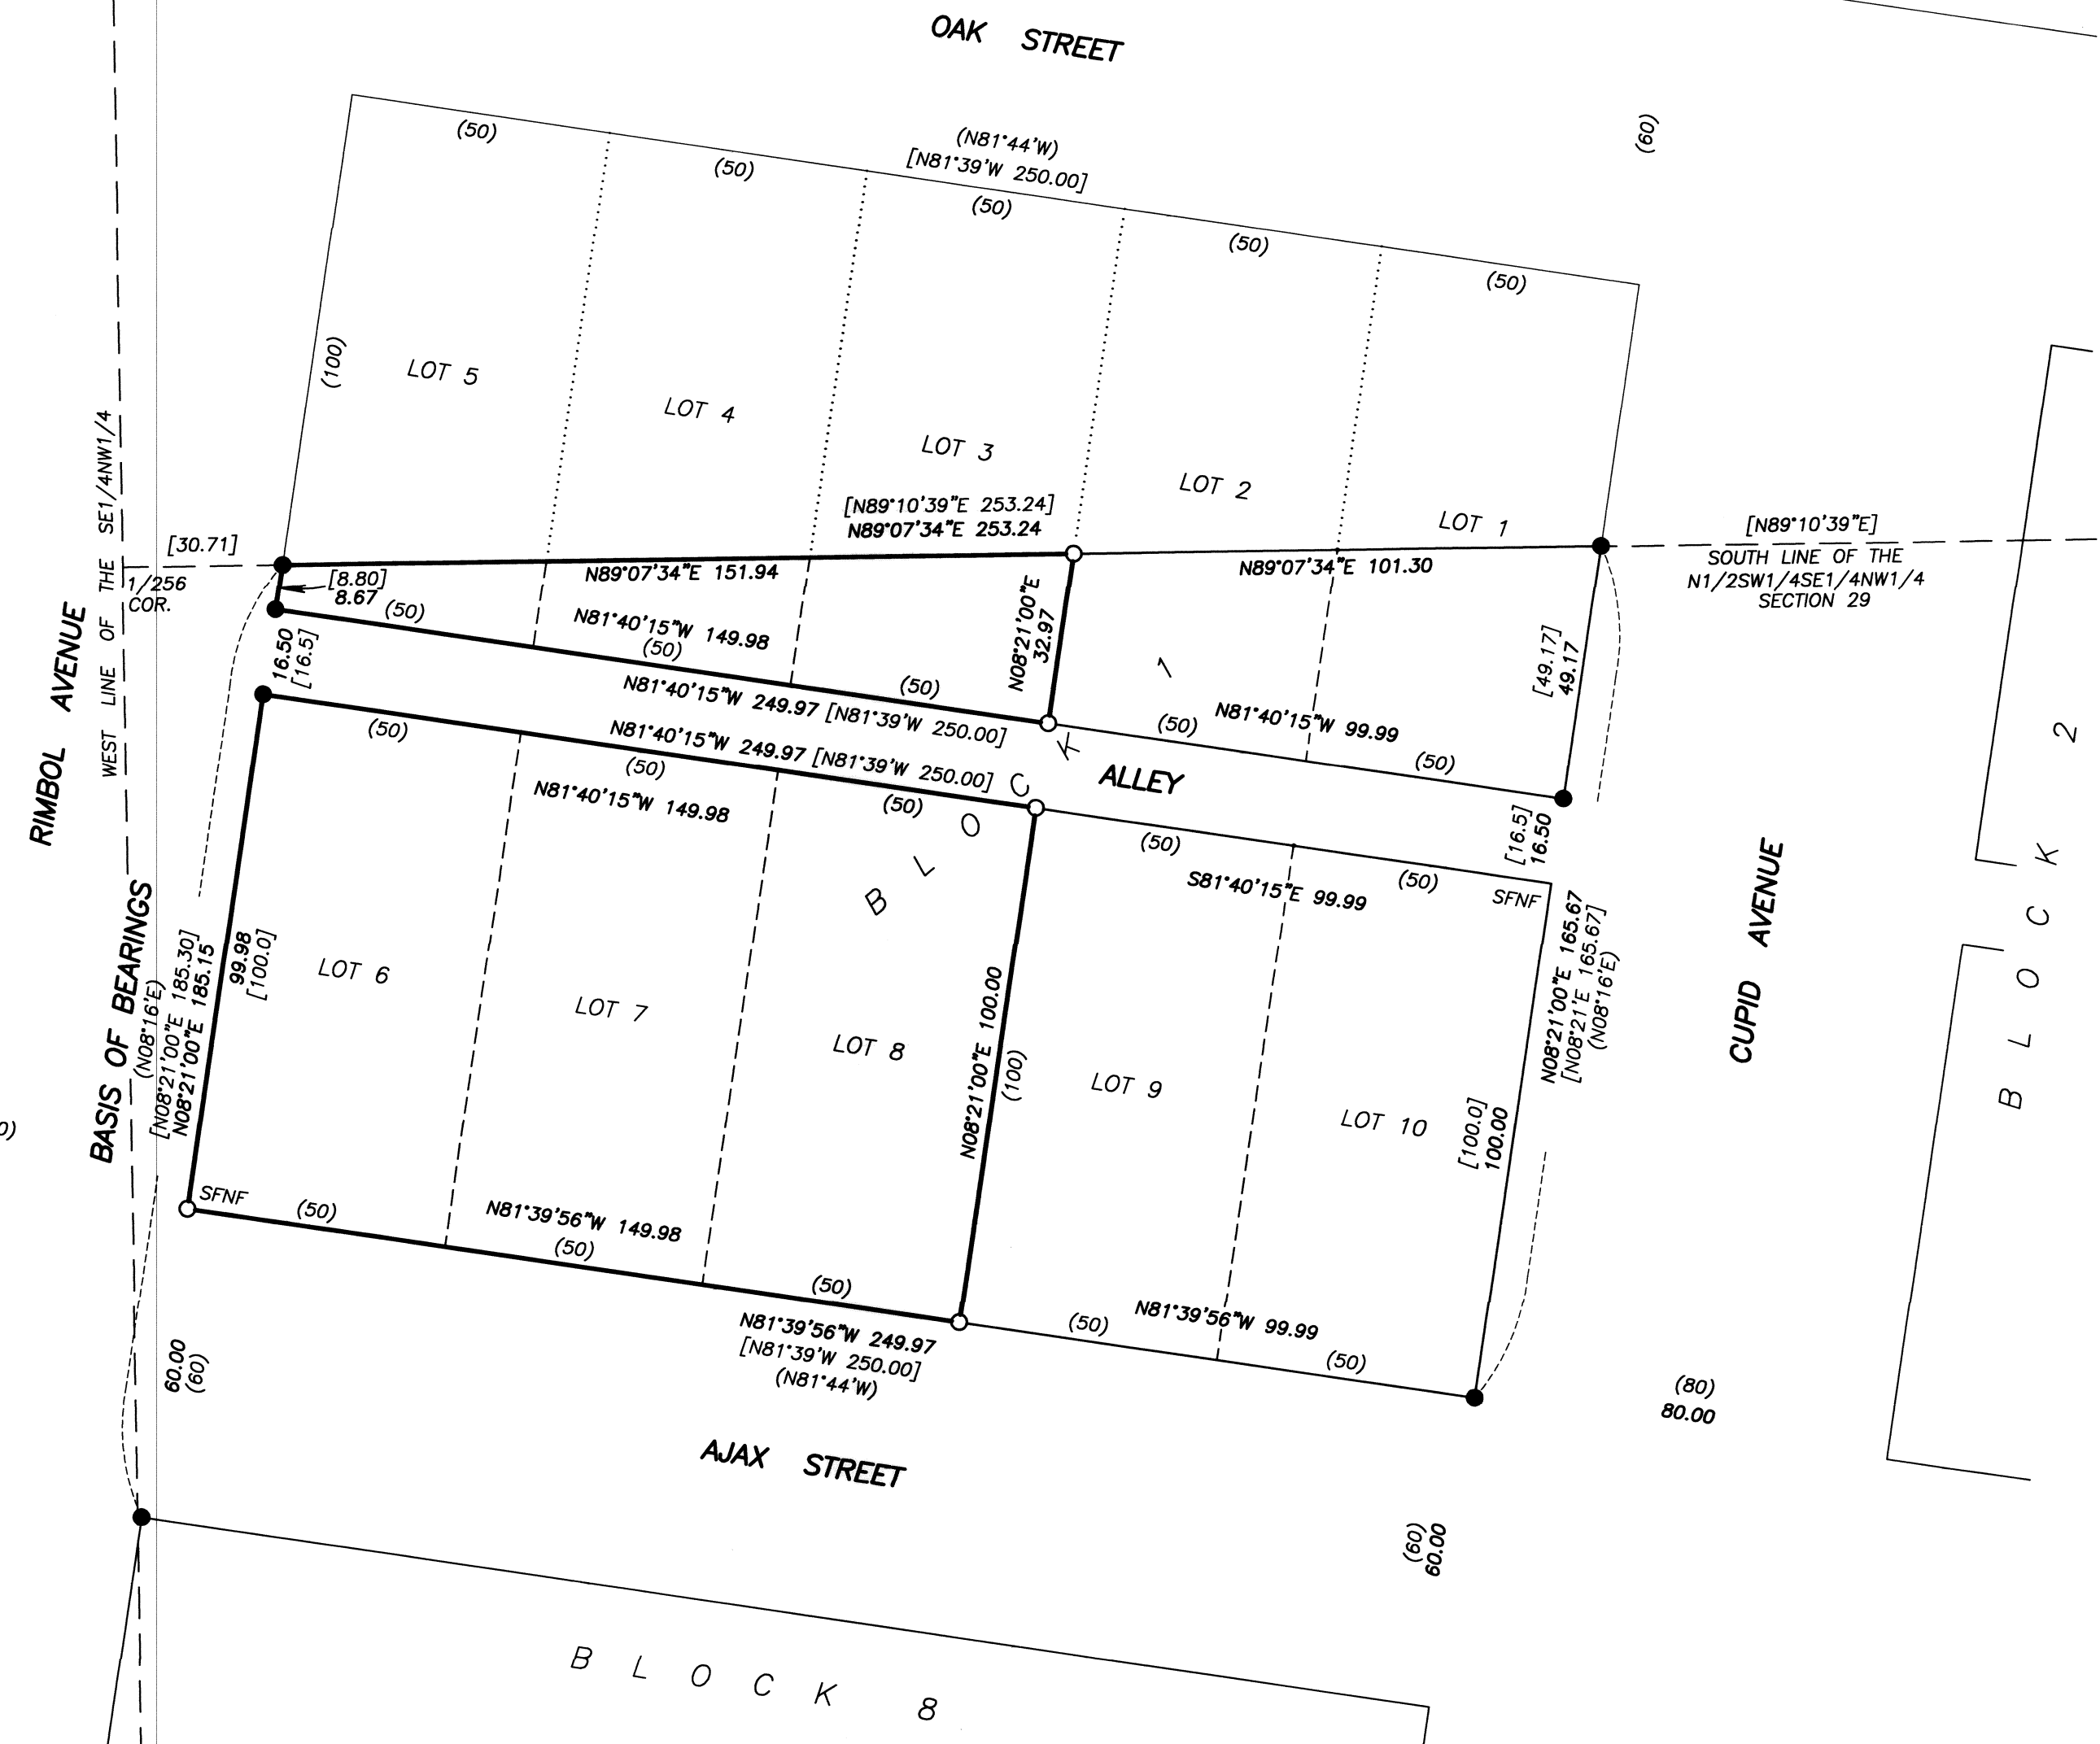 OAK STREET
(N81°44'W)
[N81°39'W 250.00]
(50)
(50)
(50)
(50)
(50)
(60)
(100)
LOT 5
LOT 4
LOT 3
LOT 2
LOT 1
[N89°10'39"E 253.24]
N89°07'34"E 253.24
[N89°10'39"E]
SOUTH LINE OF THE
N1/2SW1/4SE1/4NW1/4
SECTION 29
[30.71]
1/256
COR.
[8.80]
8.67
N89°07'34"E 151.94
N89°07'34"E 101.30
(50)
N81°40'15"W 149.98
(50)
(50)
N08°21'00"E
32.97
[49.17]
49.17
N81°40'15"W 249.97 [N81°39'W 250.00]
(50)
N81°40'15"W 99.99
(50)
16.50
[16.5]
N81°40'15"W 249.97 [N81°39'W 250.00]
ALLEY
[16.5]
16.50
(50)
(50)
(50)
N81°40'15"W 149.98
(50)
S81°40'15"E 99.99
(50)
SFNF
BLOCK 1
WEST LINE OF THE SE1/4NW1/4
RIMBOL AVENUE
BASIS OF BEARINGS
(N08°16'E)
[N08°21'00"E 185.30]
N08°21'00"E 185.15
99.98
[100.0]
LOT 6
LOT 7
LOT 8
LOT 9
LOT 10
N08°21'00"E 100.00
(100)
[100.0]
100.00
N08°21'00"E 165.67
[N08°21'E 165.67]
(N08°16'E)
CUPID AVENUE
BLOCK 2
0)
SFNF
(50)
N81°39'56"W 149.98
(50)
(50)
(50)
N81°39'56"W 99.99
(50)
N81°39'56"W 249.97
[N81°39'W 250.00]
(N81°44'W)
60.00
(60)
(80)
80.00
AJAX STREET
(60)
60.00
BLOCK 8